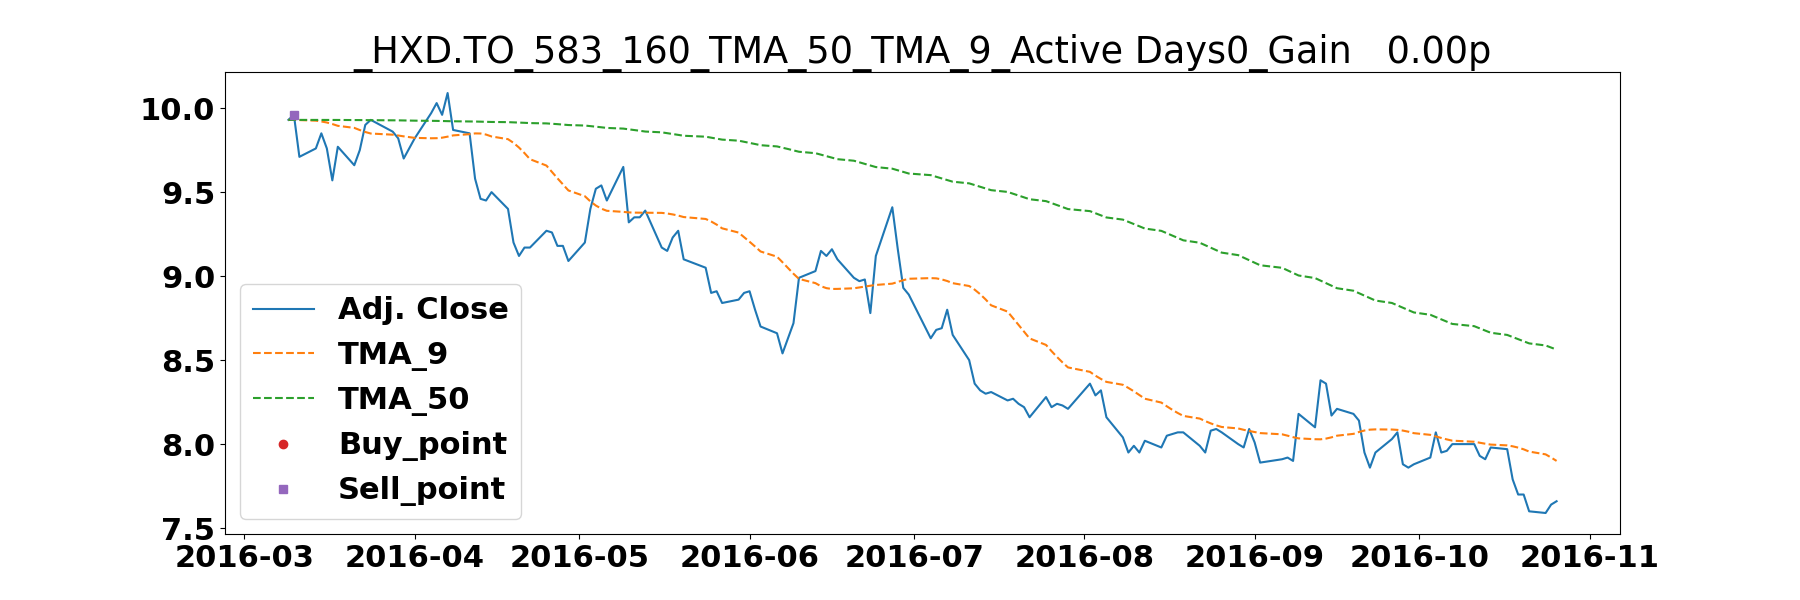 _HXD.TO_583_160_TMA_50_TMA_9_Active Days0_Gain   0.00p
10.0
9.5
9.0
8.5
8.0
7.5
Adj. Close
TMA_9
TMA_50
Buy_point
Sell_point
2016-03 2016-04 2016-05 2016-06 2016-07 2016-08 2016-09 2016-10 2016-11